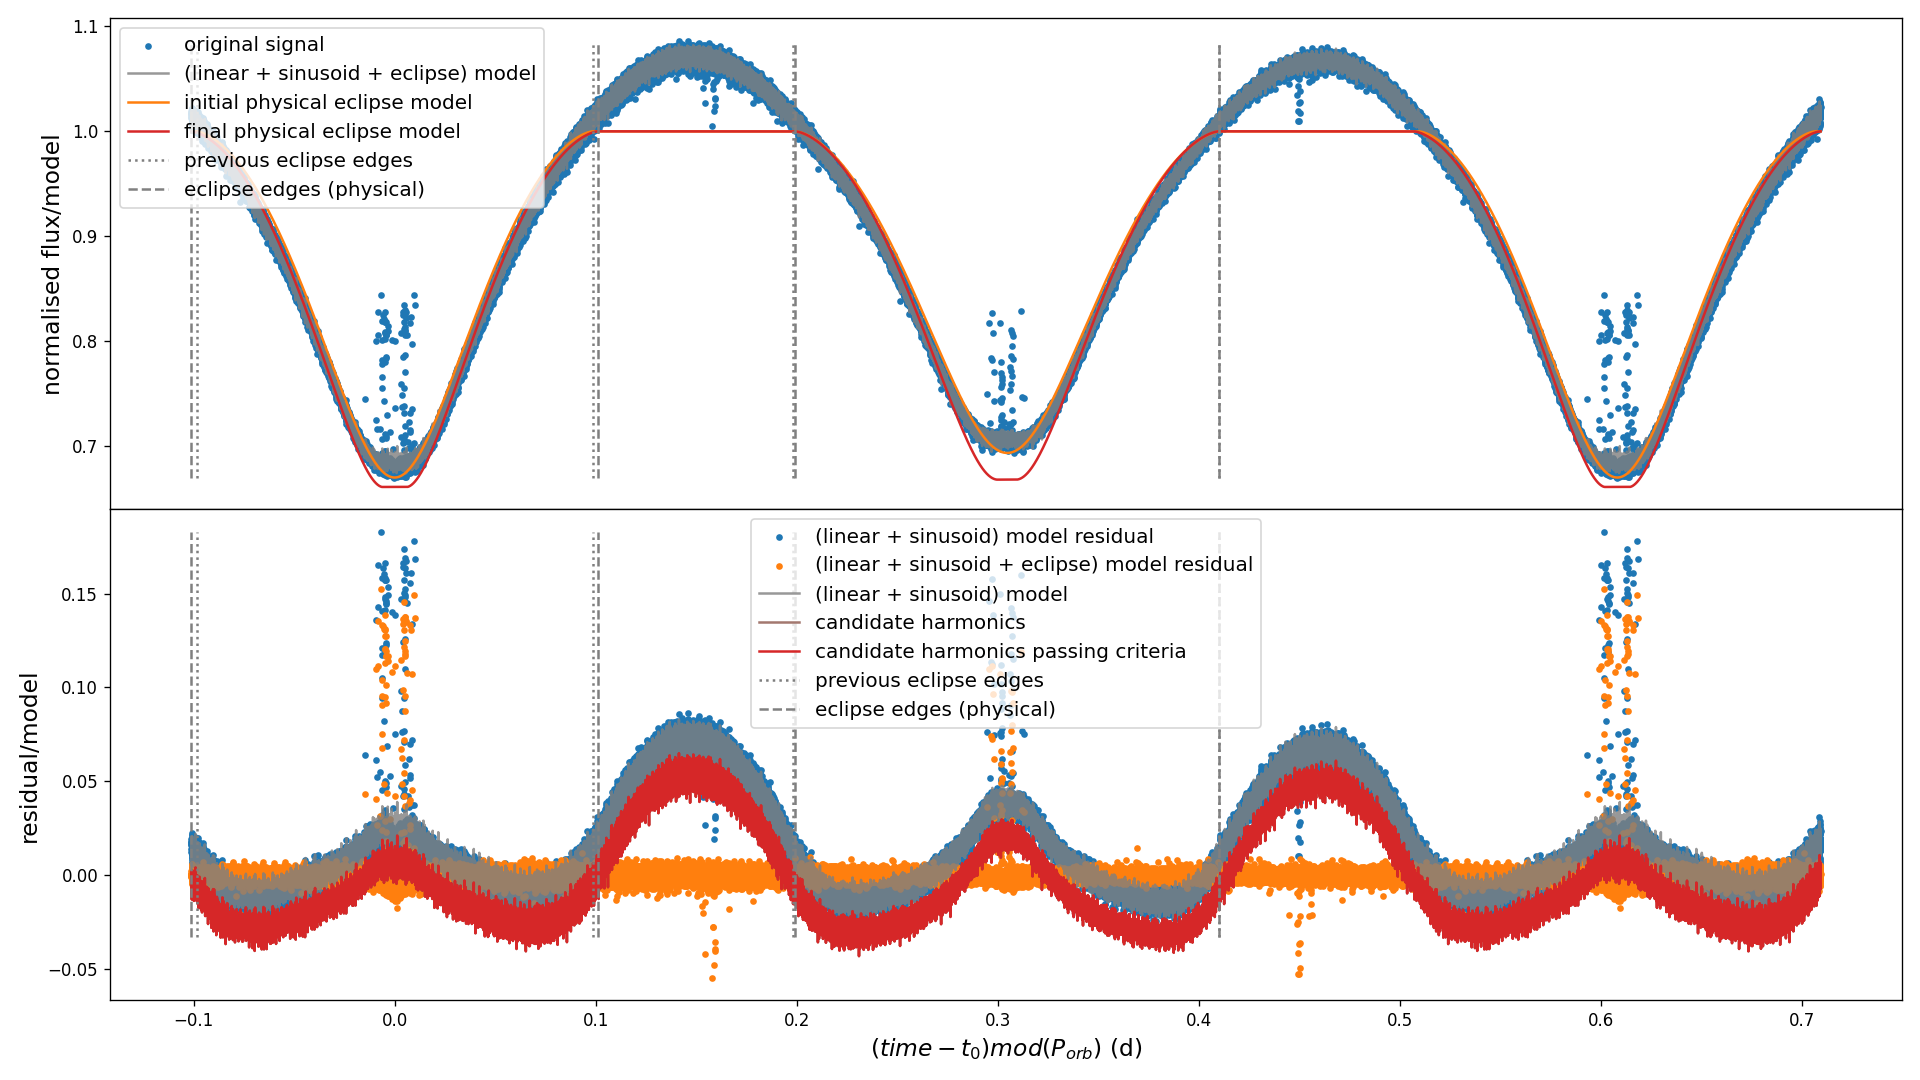 1.1
1.0
0.9
0.8
0.7
normalised flux/model
original signal
(linear + sinusoid + eclipse) model
initial physical eclipse model
final physical eclipse model
previous eclipse edges
eclipse edges (physical)
0.15
0.10
0.05
0.00
−0.05
residual/model
(linear + sinusoid) model residual
(linear + sinusoid + eclipse) model residual
(linear + sinusoid) model
candidate harmonics
candidate harmonics passing criteria
previous eclipse edges
eclipse edges (physical)
−0.1 0.0 0.1 0.2 0.3 0.4 0.5 0.6 0.7
(time − t₀)mod(P_orb) (d)